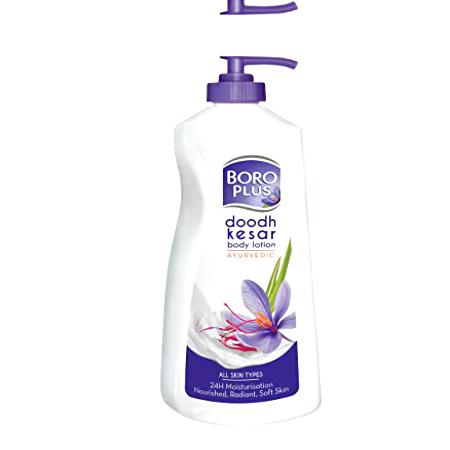 BORO
PLUS
doodh
kesar
body lotion
AYURVEDIC
ALL SKIN TYPES
24H Moisturisation
Nourished, Radiant, Soft Skin